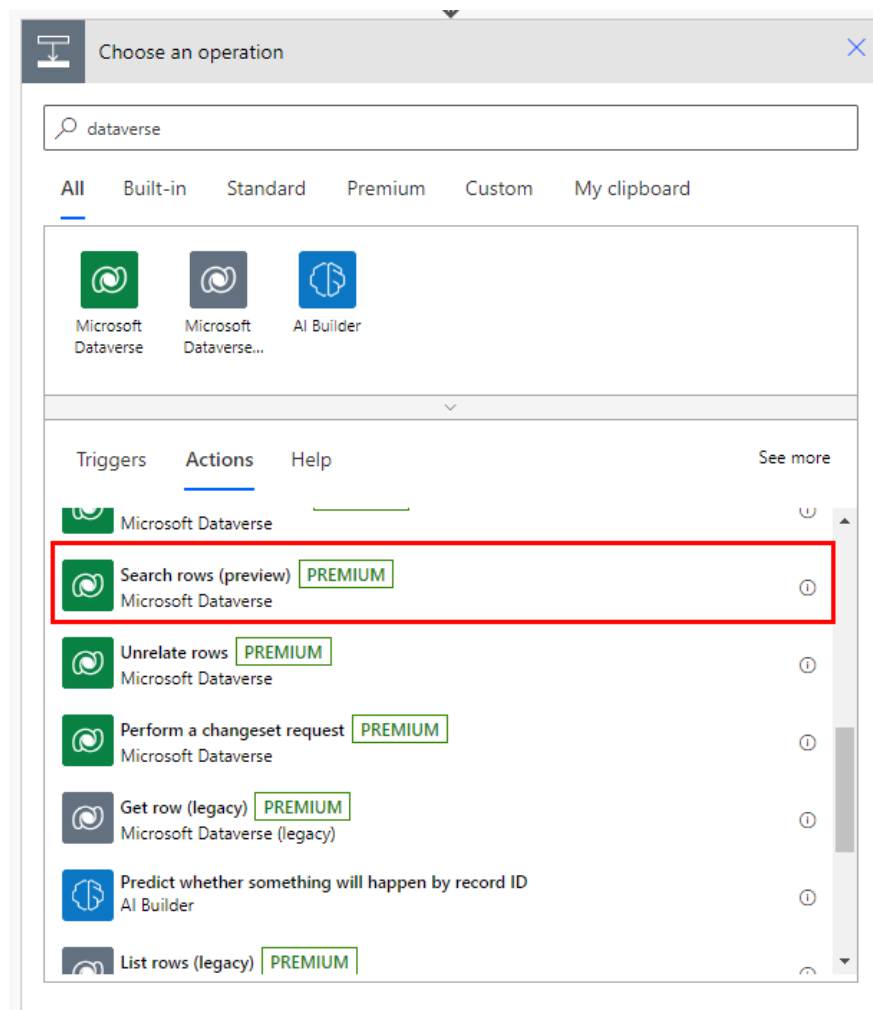 Choose an operation
dataverse
All Built-in Standard Premium Custom My clipboard
Microsoft Dataverse
Microsoft Dataverse...
AI Builder
Triggers Actions Help See more
Microsoft Dataverse
Search rows (preview) PREMIUM
Microsoft Dataverse
Unrelate rows PREMIUM
Microsoft Dataverse
Perform a changeset request PREMIUM
Microsoft Dataverse
Get row (legacy) PREMIUM
Microsoft Dataverse (legacy)
Predict whether something will happen by record ID
AI Builder
List rows (legacy) PREMIUM